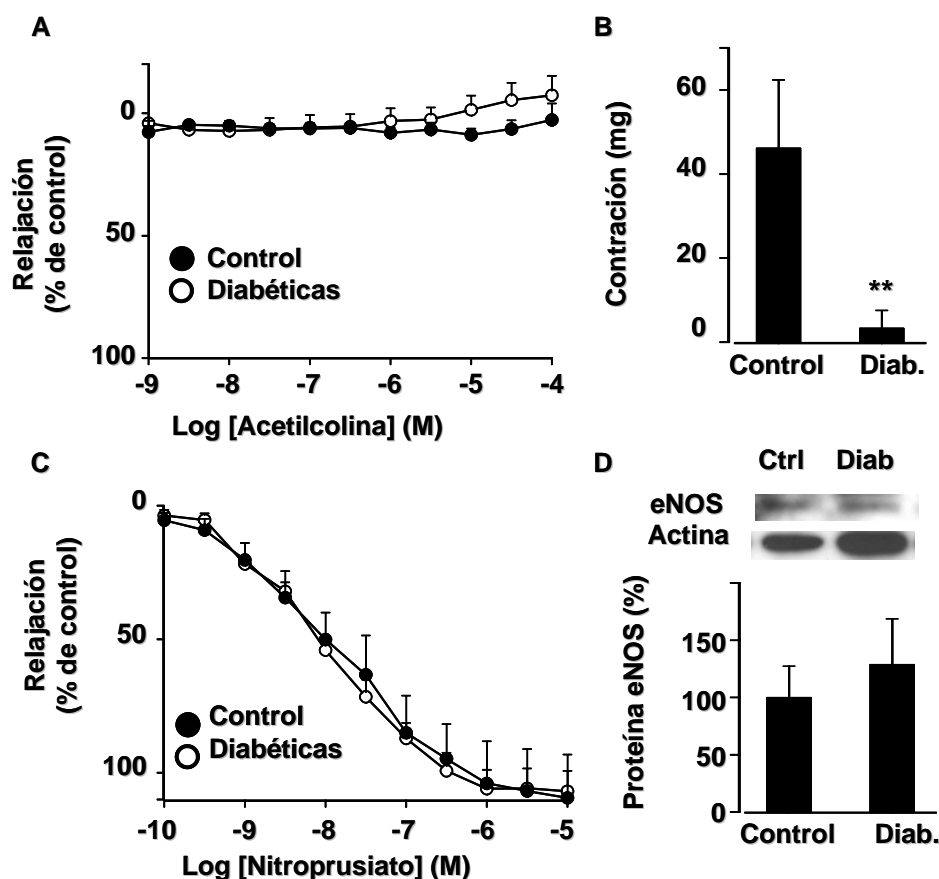 A
Relajación
(% de control)
0
50
100
Control
Diabéticas
-9 -8 -7 -6 -5 -4
Log [Acetilcolina] (M)
B
Contración (mg)
60
40
20
0
**
Control Diab.
C
Relajación
(% de control)
0
50
100
Control
Diabéticas
-10 -9 -8 -7 -6 -5
Log [Nitroprusiato] (M)
D
Ctrl Diab
eNOS
Actina
Proteína eNOS (%)
150
100
50
0
Control Diab.